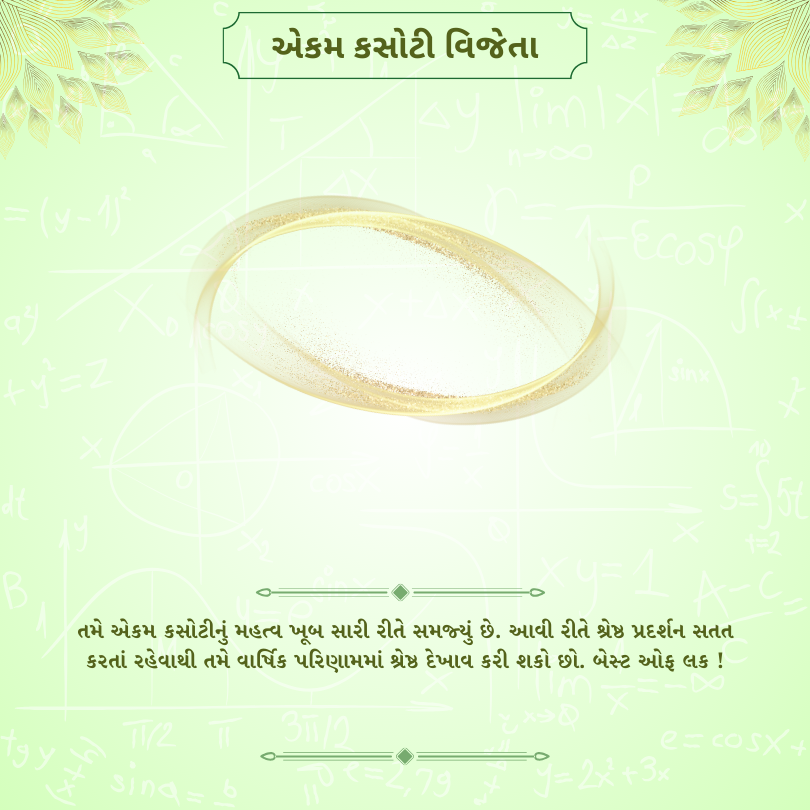 એકમ કસોટી વિજેતા
તમે એકમ કસોટીનું મહત્વ ખૂબ સારી રીતે સમજ્યું છે. આવી રીતે શ્રેષ્ઠ પ્રદર્શન સતત
કરતાં રહેવાથી તમે વાર્ષિક પરિણામમાં શ્રેષ્ઠ દેખાવ કરી શકો છો. બેસ્ટ ઓફ લક !